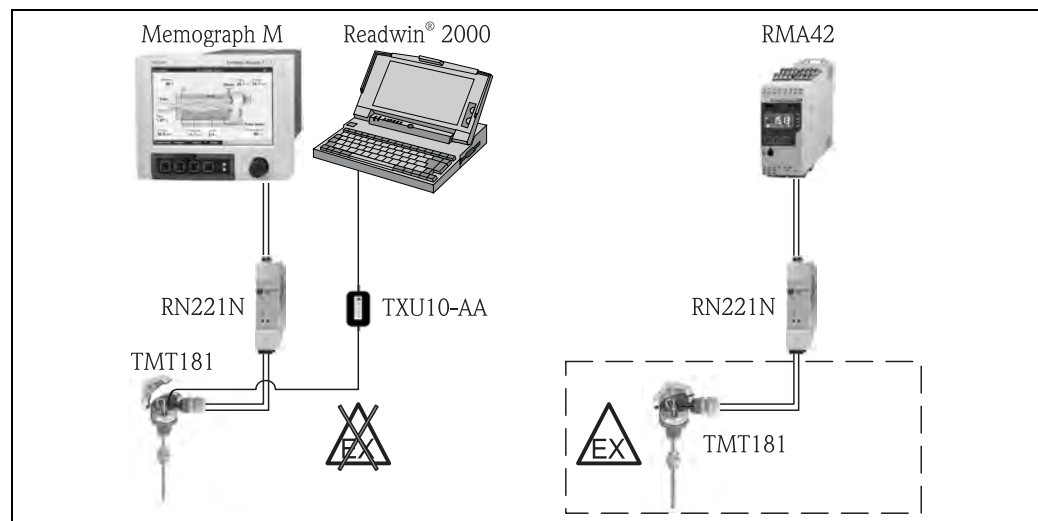 Memograph M
Readwin® 2000
RMA42
RN221N
TXU10-AA
RN221N
TMT181
EX
EX
TMT181